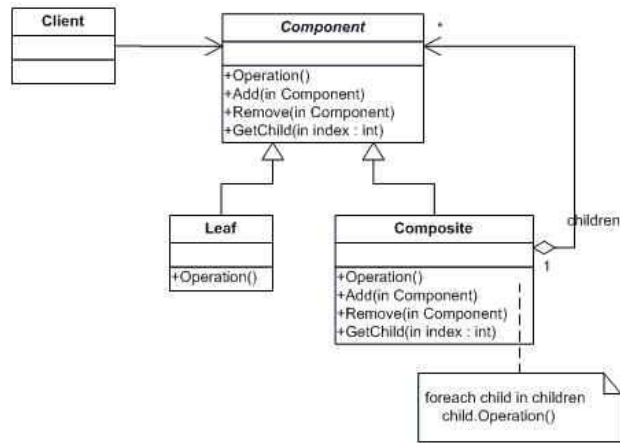 Client
Component
*
+Operation()
+Add(in Component)
+Remove(in Component)
+GetChild(in index : int)
Leaf
+Operation()
Composite
children
1
+Operation()
+Add(in Component)
+Remove(in Component)
+GetChild(in index : int)
foreach child in children
child.Operation()